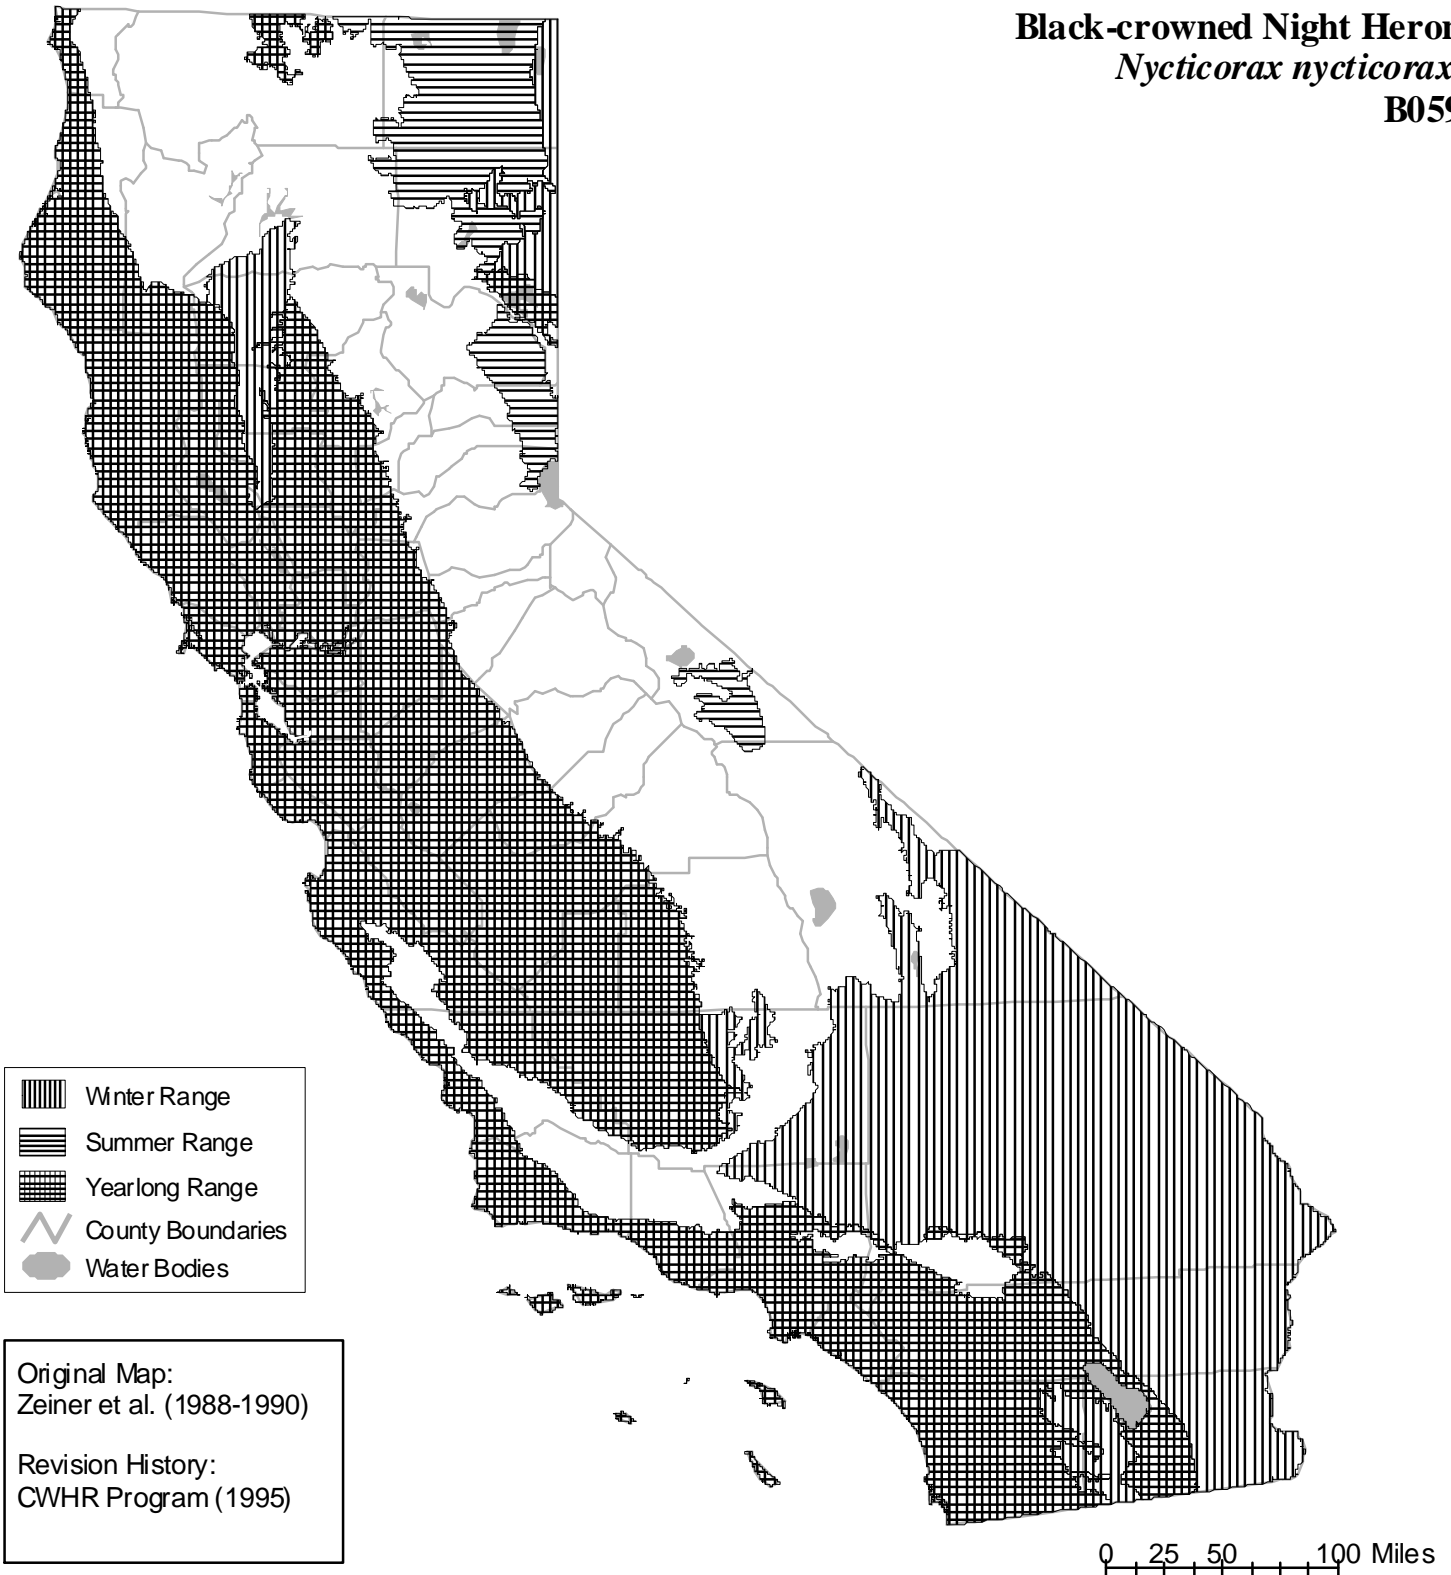 Black-crowned Night Heron
Nycticorax nycticorax
B059
Winter Range
Summer Range
Yearlong Range
County Boundaries
Water Bodies
Original Map:
Zeiner et al. (1988-1990)
Revision History:
CWHR Program (1995)
0 25 50 100 Miles